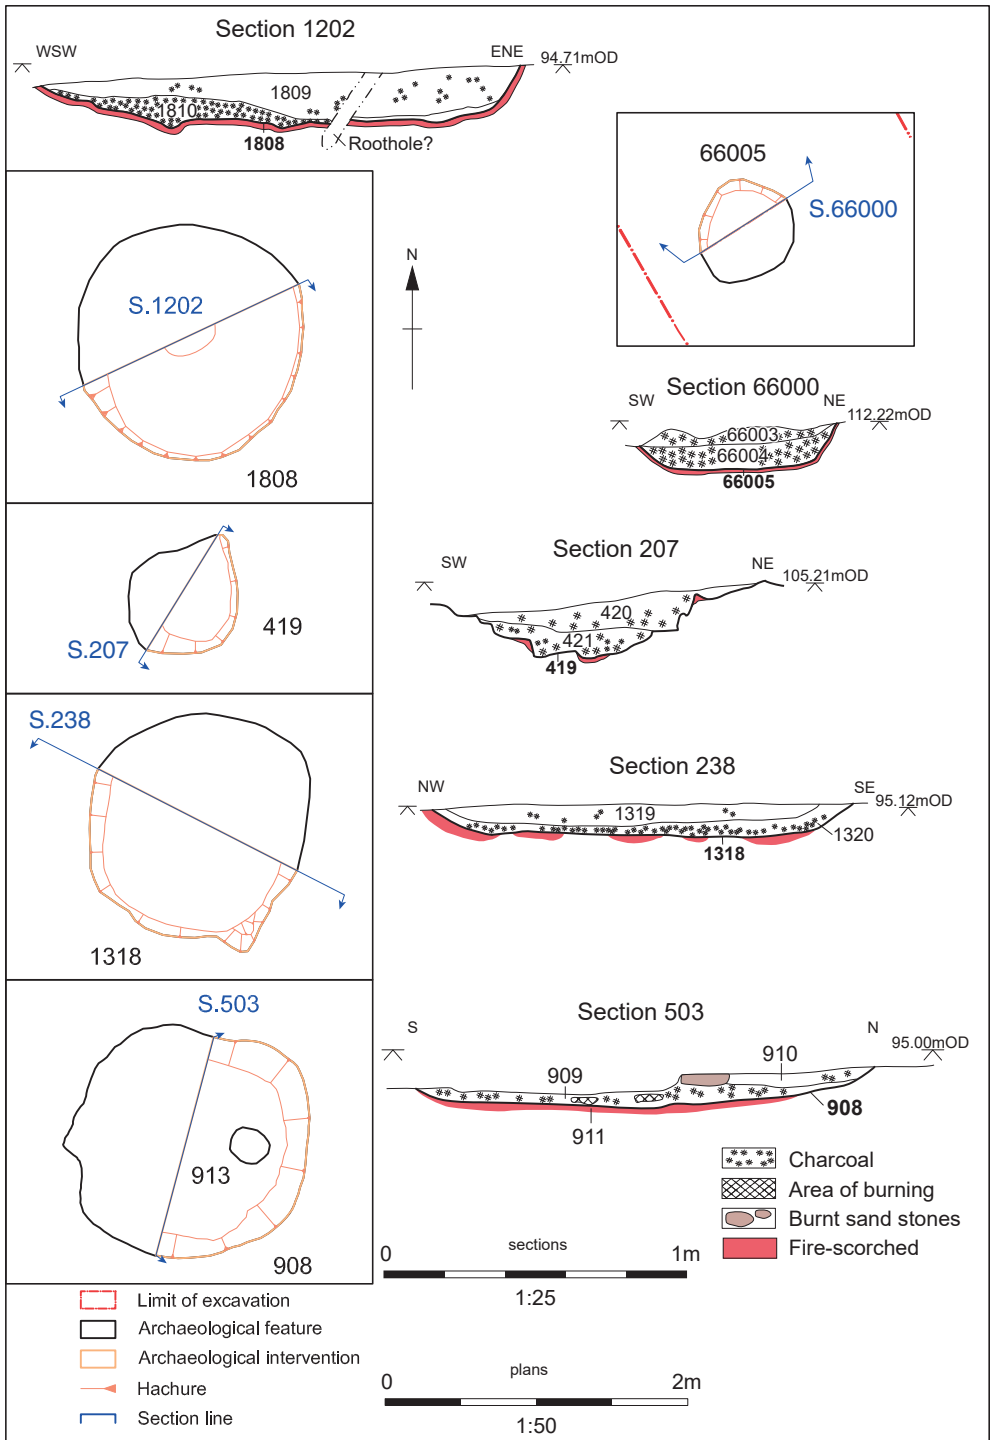 Section 1202
WSW
ENE
94.71mOD
1809
1810
1808
Roothole?
66005
S.66000
N
S.1202
1808
Section 66000
SW
NE
112.22mOD
66003
66004
66005
Section 207
SW
NE
105.21mOD
420
421
419
S.207
419
S.238
1318
Section 238
NW
SE
95.12mOD
1319
1320
1318
S.503
913
908
Section 503
S
N
95.00mOD
909
910
908
911
Charcoal
Area of burning
Burnt sand stones
Fire-scorched
0 sections 1m
1:25
Limit of excavation
Archaeological feature
Archaeological intervention
Hachure
Section line
0 plans 2m
1:50